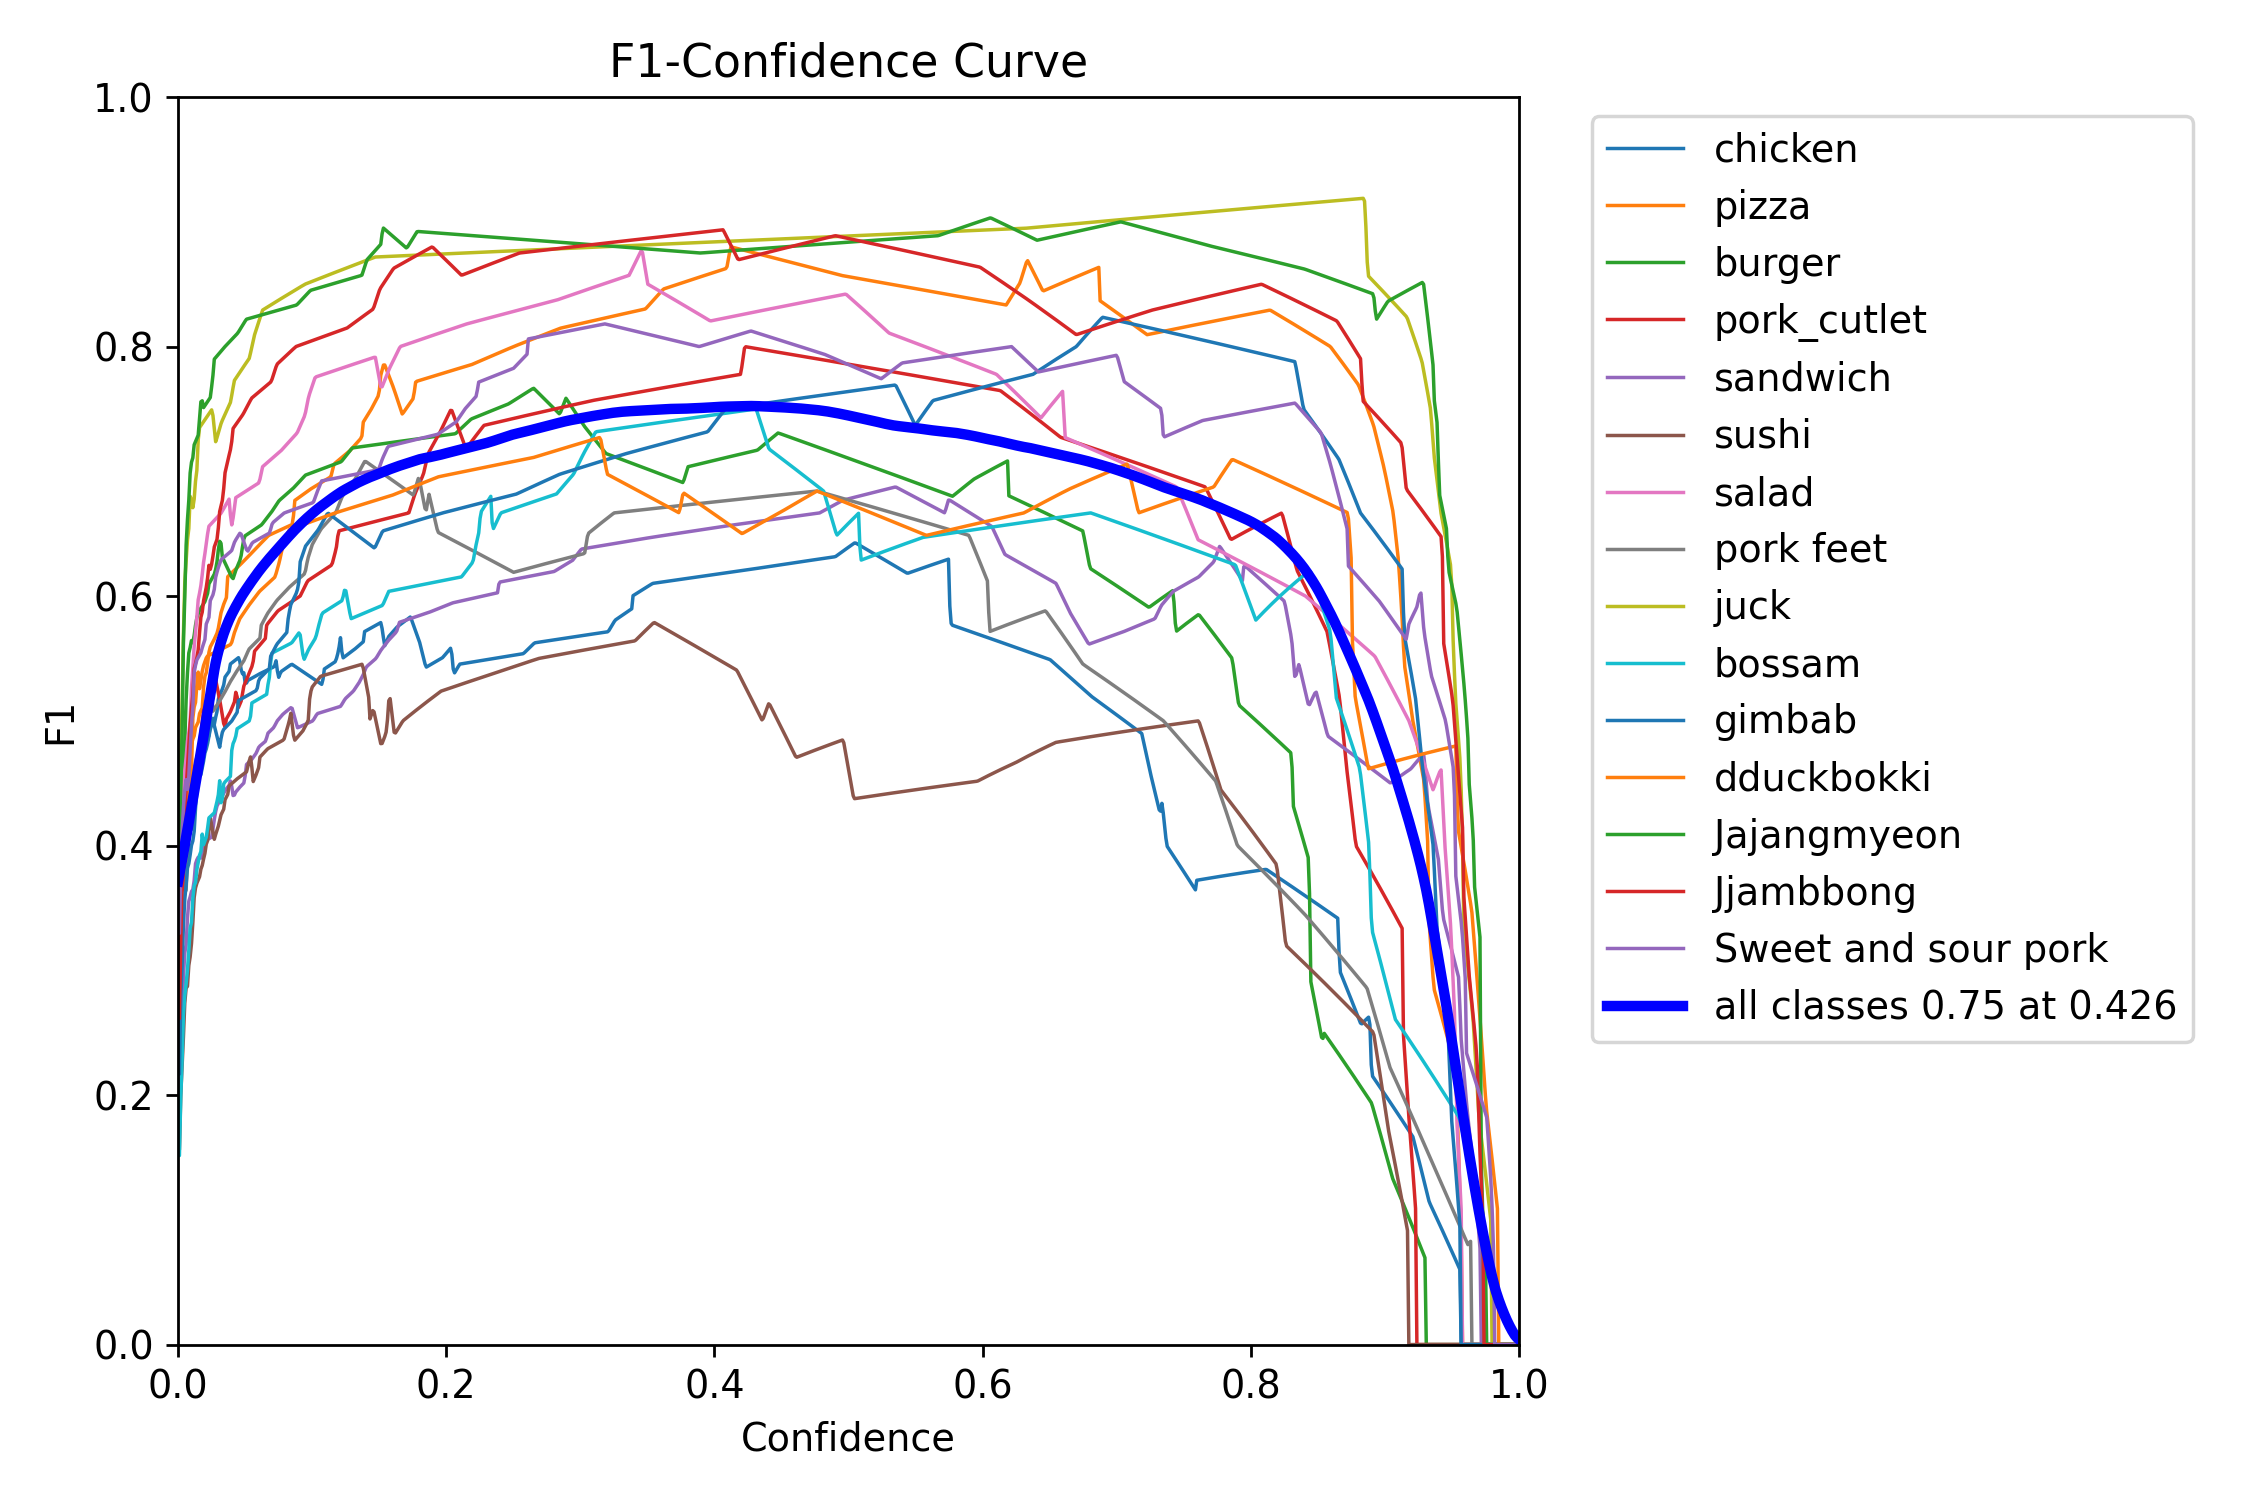 F1-Confidence Curve
1.0
0.8
0.6
0.4
0.2
0.0
F1
0.0 0.2 0.4 0.6 0.8 1.0
Confidence
chicken
pizza
burger
pork_cutlet
sandwich
sushi
salad
pork feet
juck
bossam
gimbab
dduckbokki
Jajangmyeon
Jjambbong
Sweet and sour pork
all classes 0.75 at 0.426